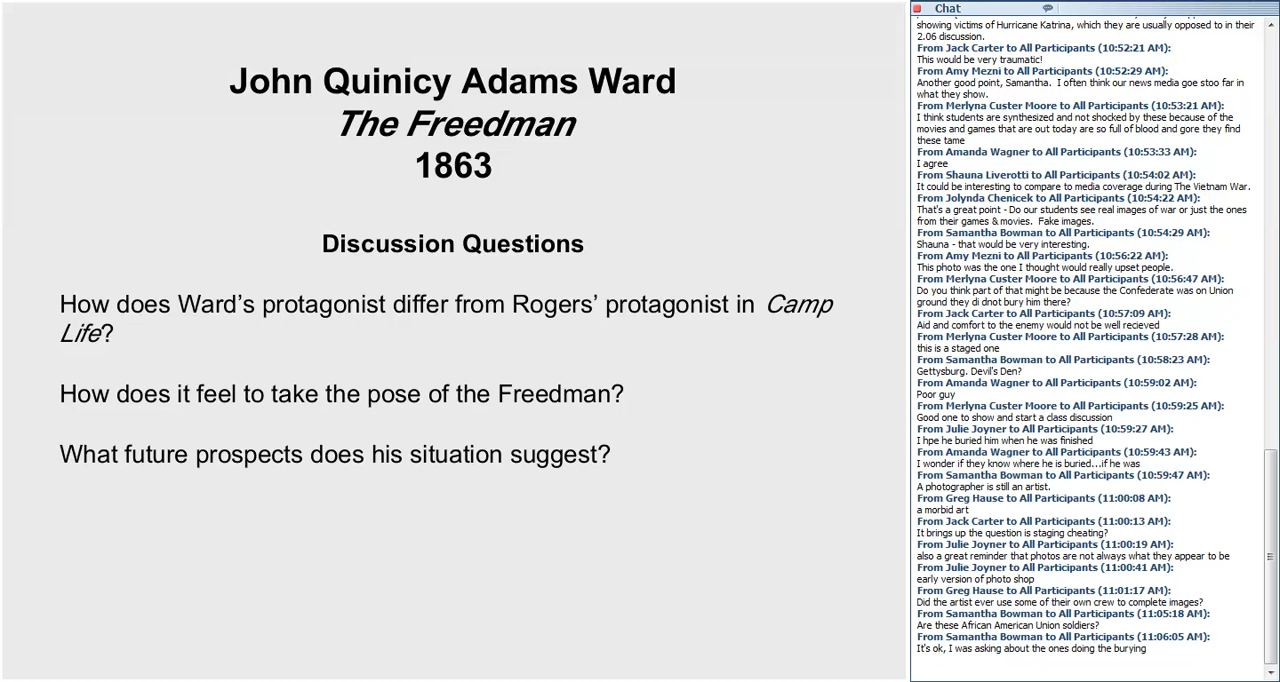 John Quinicy Adams Ward
The Freedman
1863
Discussion Questions
How does Ward's protagonist differ from Rogers' protagonist in Camp
Life?
How does it feel to take the pose of the Freedman?
What future prospects does his situation suggest?
Chat
showing victims of Hurricane Katrina, which they are usually opposed to in their
2.06 discussion.
From Jack Carter to All Participants (10:52:21 AM):
This would be very traumatic!
From Amy Mezni to All Participants (10:52:29 AM):
Another good point, Samantha.  I often think our news media goe stoo far in
what they show.
From Merlyna Custer Moore to All Participants (10:53:21 AM):
I think students are synthesized and not shocked by these because of the
movies and games that are out today are so full of blood and gore they find
these tame
From Amanda Wagner to All Participants (10:53:33 AM):
I agree
From Shauna Liverotti to All Participants (10:54:02 AM):
It could be interesting to compare to media coverage during The Vietnam War.
From Jolynda Chenicek to All Participants (10:54:22 AM):
That's a great point - Do our students see real images of war or just the ones
from their games & movies.  Fake images.
From Samantha Bowman to All Participants (10:54:29 AM):
Shauna - that would be very interesting.
From Amy Mezni to All Participants (10:56:22 AM):
This photo was the one I thought would really upset people.
From Merlyna Custer Moore to All Participants (10:56:47 AM):
Do you think part of that might be because the Confederate was on Union
ground they di dnot bury him there?
From Jack Carter to All Participants (10:57:09 AM):
Aid and comfort to the enemy would not be well recieved
From Merlyna Custer Moore to All Participants (10:57:28 AM):
this is a staged one
From Samantha Bowman to All Participants (10:58:23 AM):
Gettysburg. Devil's Den?
From Amanda Wagner to All Participants (10:59:02 AM):
Poor guy
From Merlyna Custer Moore to All Participants (10:59:25 AM):
Good one to show and start a class discussion
From Julie Joyner to All Participants (10:59:27 AM):
I hpe he buried him when he was finished
From Amanda Wagner to All Participants (10:59:43 AM):
I wonder if they know where he is buried...if he was
From Samantha Bowman to All Participants (10:59:47 AM):
A photographer is still an artist.
From Greg Hause to All Participants (11:00:08 AM):
a morbid art
From Jack Carter to All Participants (11:00:13 AM):
It brings up the question is staging cheating?
From Julie Joyner to All Participants (11:00:19 AM):
also a great reminder that photos are not always what they appear to be
From Julie Joyner to All Participants (11:00:41 AM):
early version of photo shop
From Greg Hause to All Participants (11:01:17 AM):
Did the artist ever use some of their own crew to complete images?
From Samantha Bowman to All Participants (11:05:18 AM):
Are these African American Union soldiers?
From Samantha Bowman to All Participants (11:06:05 AM):
It's ok, I was asking about the ones doing the burying